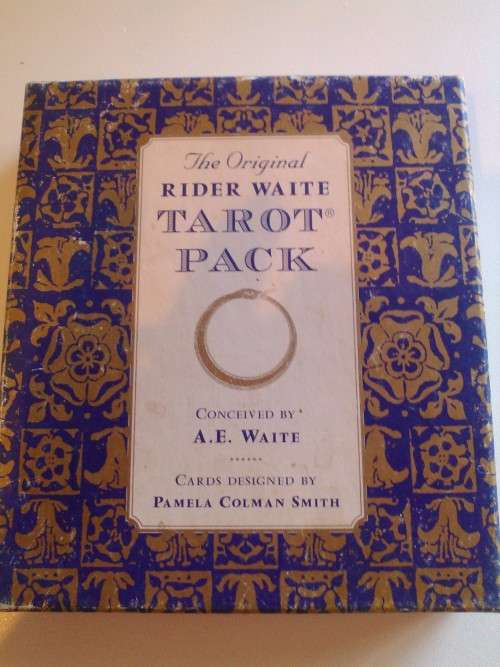 The Original
RIDER WAITE
TAROT®
PACK
CONCEIVED BY
A.E. WAITE
CARDS DESIGNED BY
PAMELA COLMAN SMITH